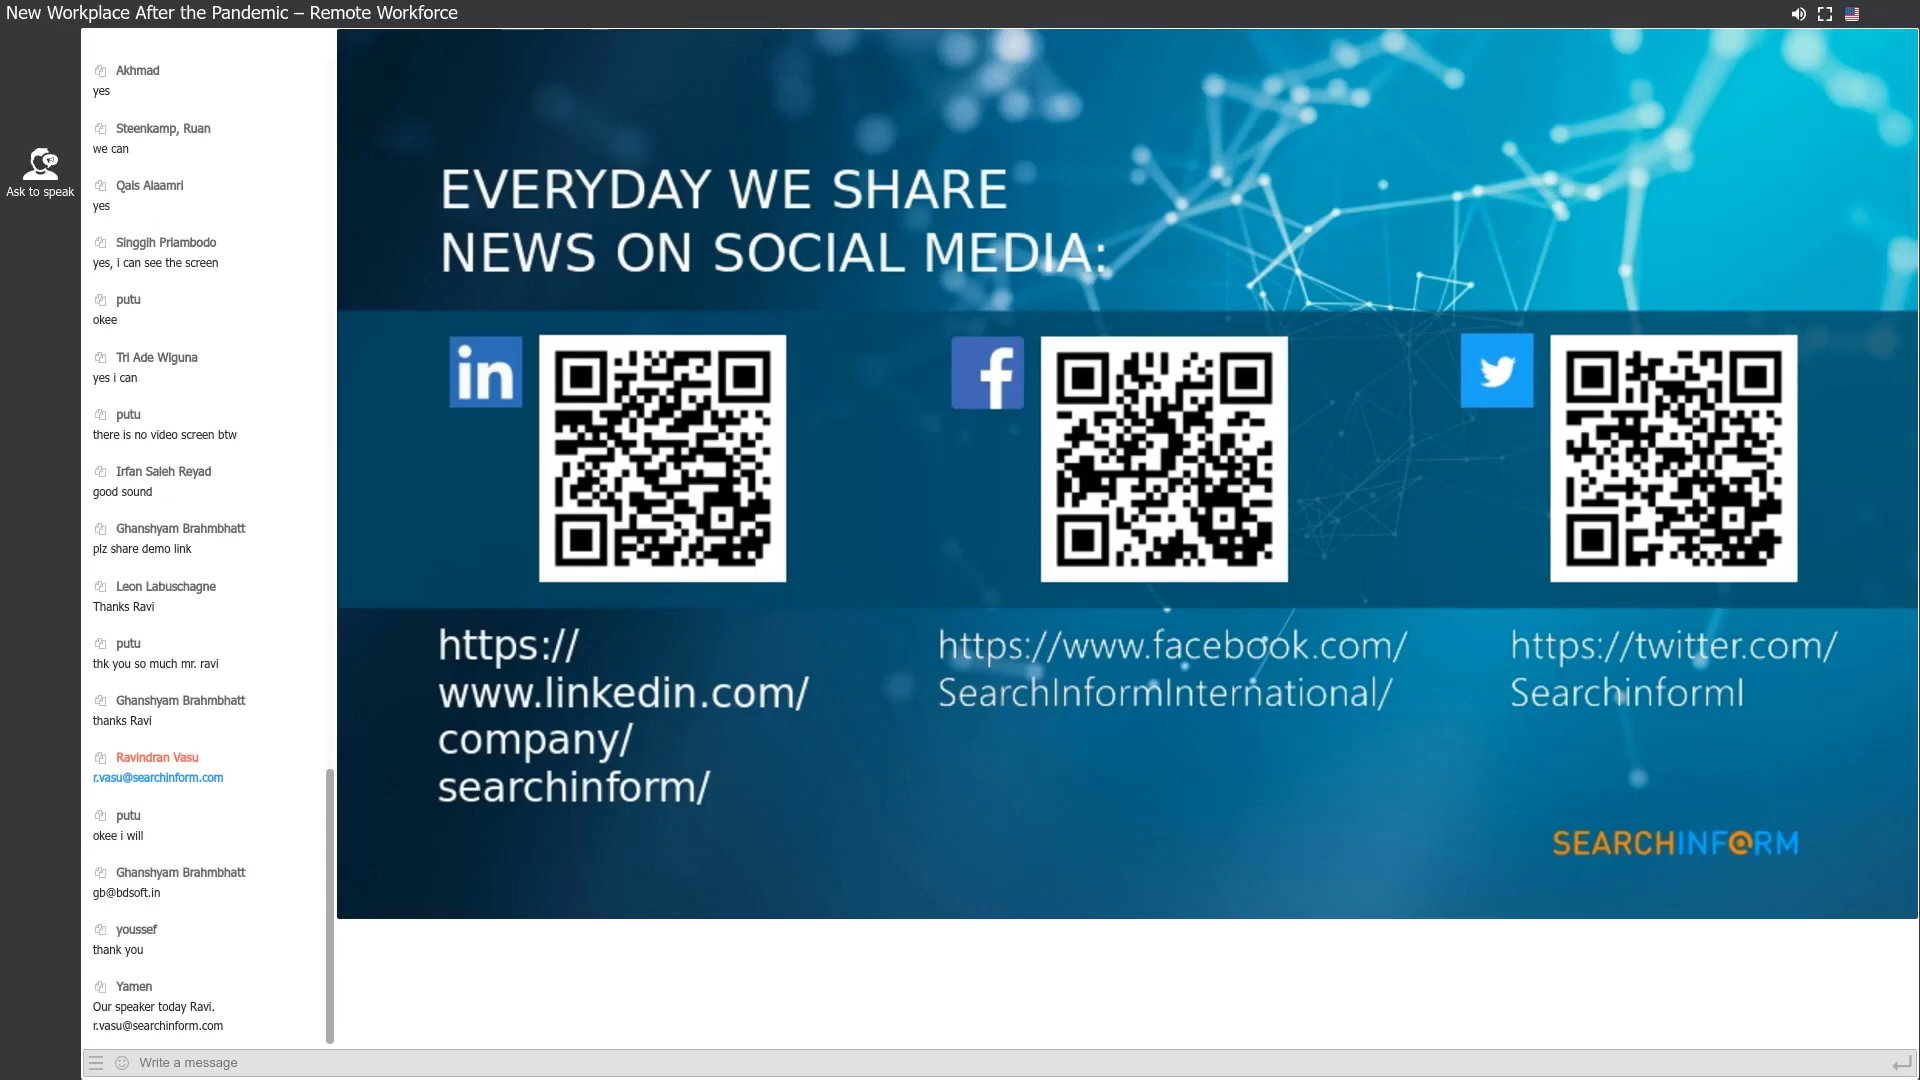 New Workplace After the Pandemic – Remote Workforce
Ask to speak
Akhmad
yes
Steenkamp, Ruan
we can
Qais Alaamri
yes
Singgih Priambodo
yes, i can see the screen
putu
okee
Tri Ade Wiguna
yes i can
putu
there is no video screen btw
Irfan Saleh Reyad
good sound
Ghanshyam Brahmbhatt
plz share demo link
Leon Labuschagne
Thanks Ravi
putu
thk you so much mr. ravi
Ghanshyam Brahmbhatt
thanks Ravi
Ravindran Vasu
r.vasu@searchinform.com
putu
okee i will
Ghanshyam Brahmbhatt
gb@bdsoft.in
youssef
thank you
Yamen
Our speaker today Ravi.
r.vasu@searchinform.com
Write a message
EVERYDAY WE SHARE
NEWS ON SOCIAL MEDIA:
in
f
https://
www.linkedin.com/
company/
searchinform/
https://www.facebook.com/
SearchInformInternational/
https://twitter.com/
SearchinformI
SEARCHINF@RM